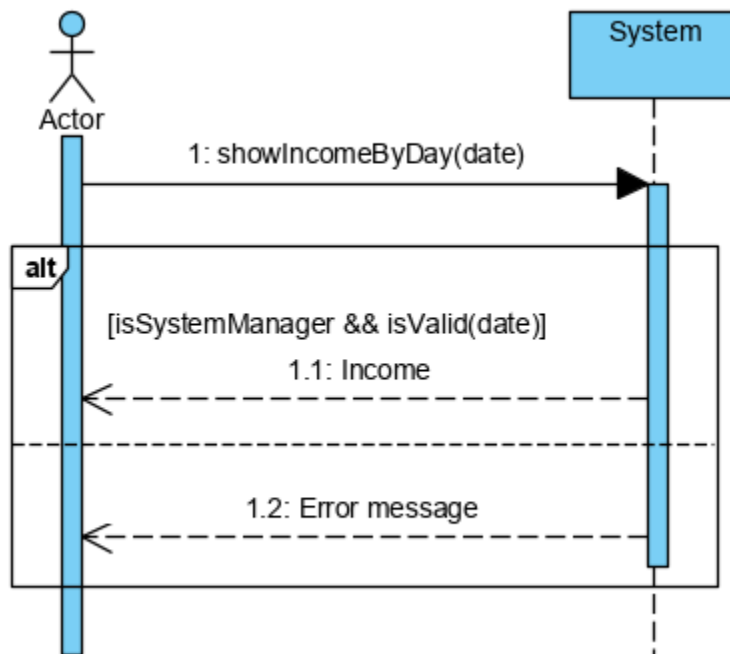 System
Actor
1: showIncomeByDay(date)
alt
[isSystemManager && isValid(date)]
1.1: Income
1.2: Error message